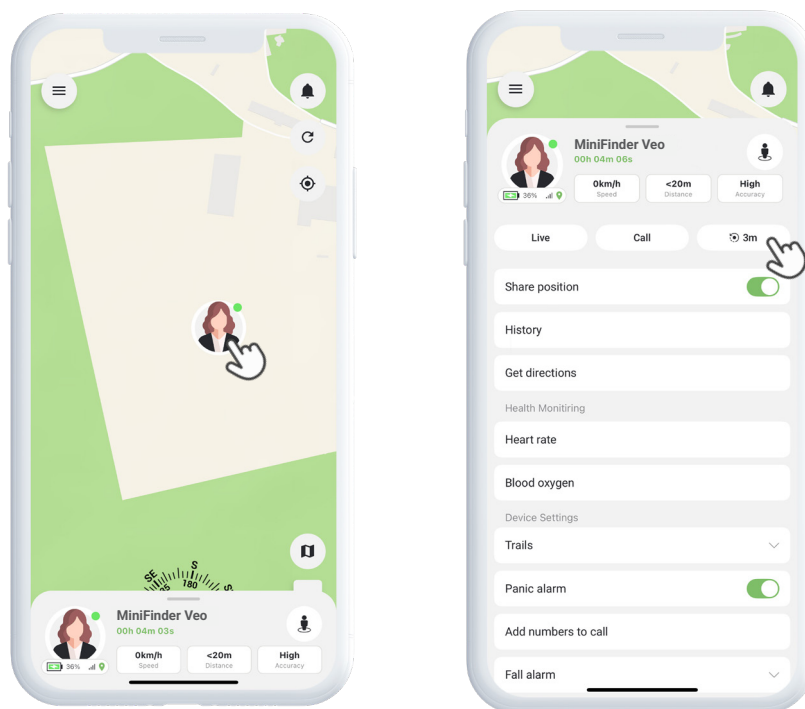 SE
S
180
MiniFinder Veo
00h 04m 03s
0km/h
Speed
<20m
Distance
High
Accuracy
36%
MiniFinder Veo
00h 04m 06s
0km/h
Speed
<20m
Distance
High
Accuracy
36%
Live
Call
3m
Share position
History
Get directions
Health Monitiring
Heart rate
Blood oxygen
Device Settings
Trails
Panic alarm
Add numbers to call
Fall alarm